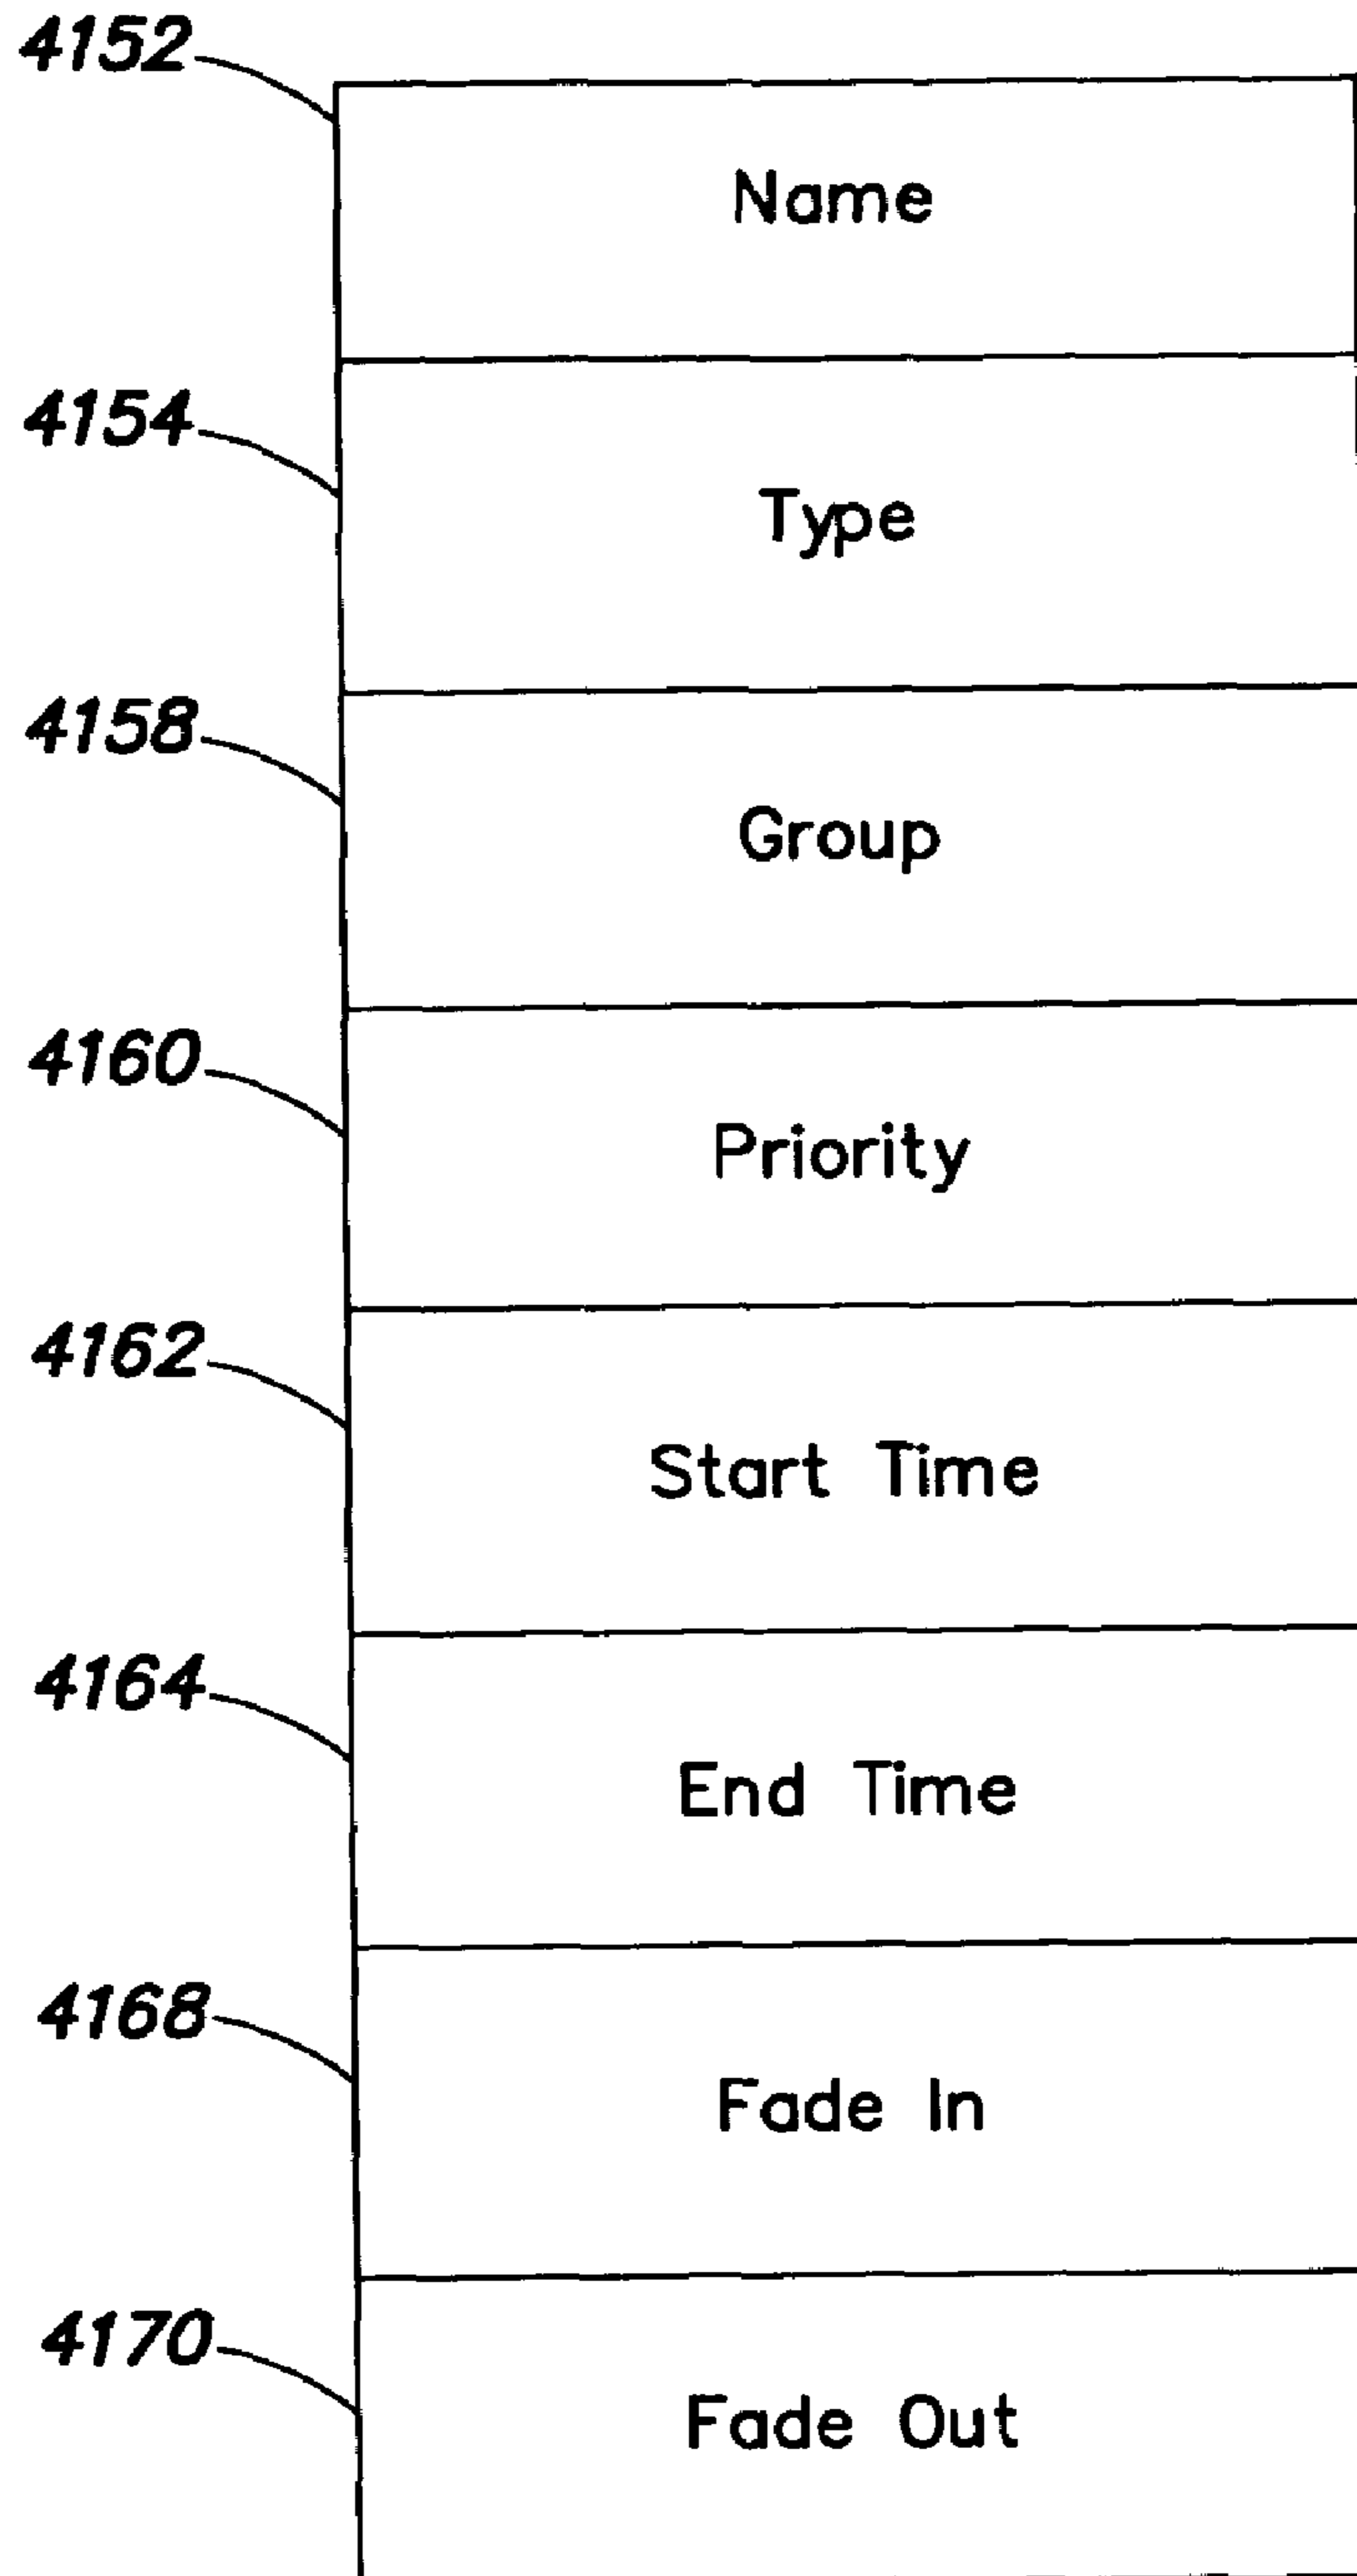 4152
Name
4154
Type
4158
Group
4160
Priority
4162
Start Time
4164
End Time
4168
Fade In
4170
Fade Out